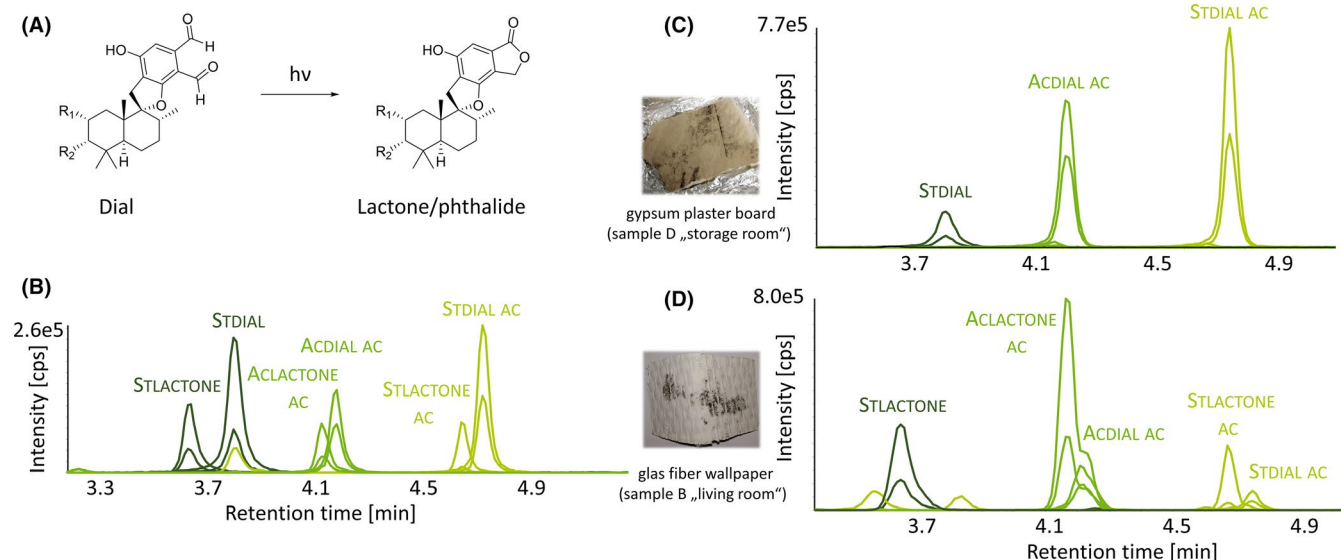 (A)
HO
O
H
O
H
O
R1
R2
H
Dial
hν
O
HO
O
O
R1
R2
H
Lactone/phthalide
(B)
2.6e5
Intensity [cps]
STLACTONE
STDIAL
ACLACTONE
AC
ACDIAL AC
STLACTONE
AC
STDIAL AC
3.3
3.7
4.1
4.5
4.9
Retention time [min]
(C)
7.7e5
Intensity [cps]
gypsum plaster board
(sample D „storage room“)
STDIAL
ACDIAL AC
STDIAL AC
3.7
4.1
4.5
4.9
(D)
8.0e5
Intensity [cps]
glas fiber wallpaper
(sample B „living room“)
STLACTONE
ACLACTONE
AC
ACDIAL AC
STLACTONE
AC
STDIAL AC
3.7
4.1
4.5
4.9
Retention time [min]